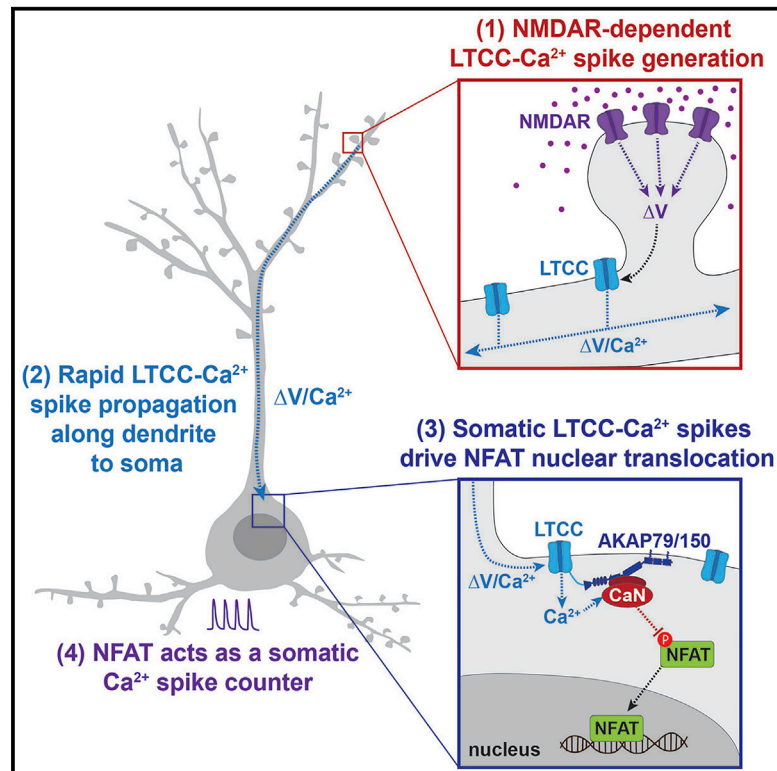 (1) NMDAR-dependent
LTCC-Ca²⁺ spike generation
NMDAR
ΔV
LTCC
ΔV/Ca²⁺
(2) Rapid LTCC-Ca²⁺
spike propagation
along dendrite
to soma
ΔV/Ca²⁺
(3) Somatic LTCC-Ca²⁺ spikes
drive NFAT nuclear translocation
LTCC
AKAP79/150
ΔV/Ca²⁺
Ca²⁺
CaN
P
NFAT
NFAT
nucleus
(4) NFAT acts as a somatic
Ca²⁺ spike counter